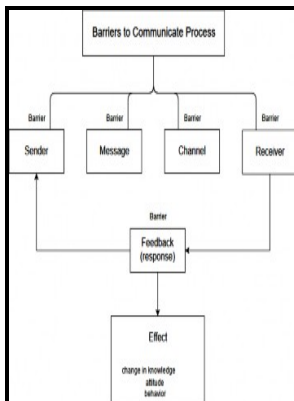 Barriers to Communicate Process
Barrier Barrier Barrier Barrier
Sender Message Channel Receiver
Barrier
Feedback
(response)
Effect
change in knowledge
attitude
behavior